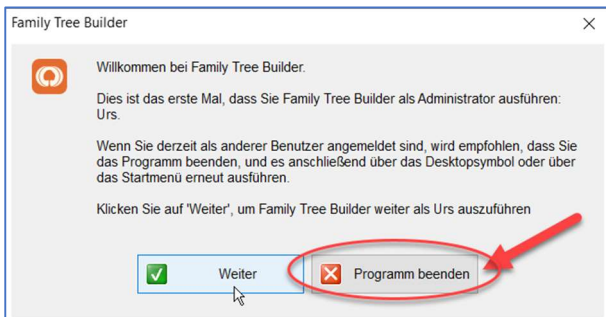 Family Tree Builder
Willkommen bei Family Tree Builder.
Dies ist das erste Mal, dass Sie Family Tree Builder als Administrator ausführen:
Urs.
Wenn Sie derzeit als anderer Benutzer angemeldet sind, wird empfohlen, dass Sie
das Programm beenden, und es anschließend über das Desktopsymbol oder über
das Startmenü erneut ausführen.
Klicken Sie auf 'Weiter', um Family Tree Builder weiter als Urs auszuführen
Weiter Programm beenden